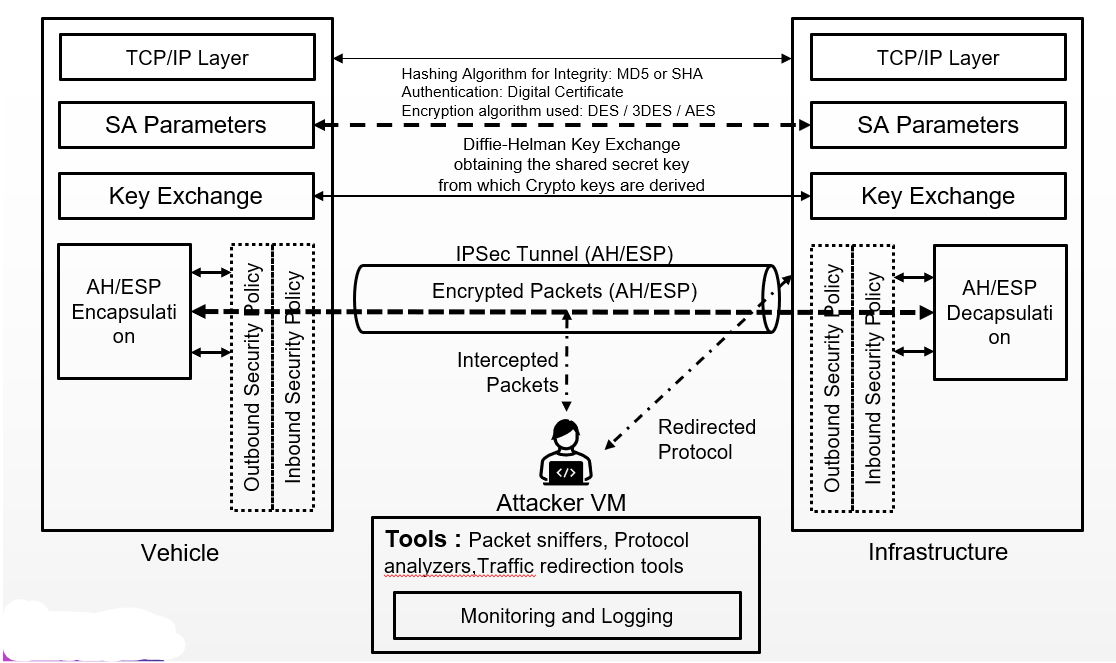 TCP/IP Layer
TCP/IP Layer
Hashing Algorithm for Integrity: MD5 or SHA
Authentication: Digital Certificate
Encryption algorithm used: DES / 3DES / AES
SA Parameters
SA Parameters
Diffie-Helman Key Exchange
obtaining the shared secret key
from which Crypto keys are derived
Key Exchange
Key Exchange
IPSec Tunnel (AH/ESP)
Encrypted Packets (AH/ESP)
AH/ESP
Encapsulati
on
Outbound Security Policy
Inbound Security Policy
Outbound Security Policy
Inbound Security Policy
AH/ESP
Decapsulati
on
Intercepted
Packets
Redirected
Protocol
Attacker VM
Vehicle
Infrastructure
Tools : Packet sniffers, Protocol
analyzers,Traffic redirection tools
Monitoring and Logging